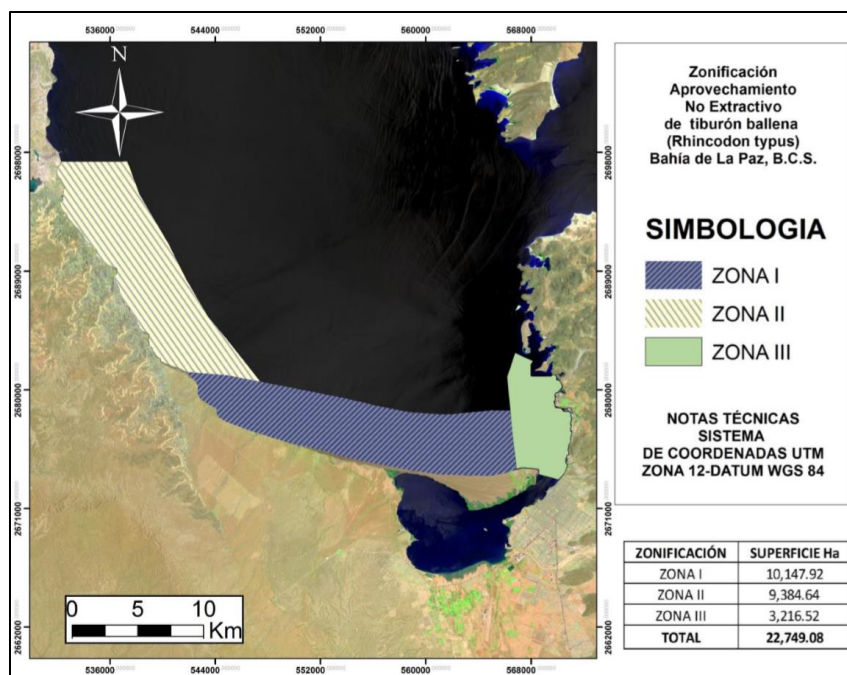 536000 544000 552000 560000 568000
N
2698000
2689000
2680000
2671000
2662000
2698000
2689000
2680000
2671000
2662000
0 5 10
Km
536000 544000 552000 560000 568000
Zonificación
Aprovechamiento
No Extractivo
de tiburón ballena
(Rhincodon typus)
Bahía de La Paz, B.C.S.
SIMBOLOGIA
ZONA I
ZONA II
ZONA III
NOTAS TÉCNICAS
SISTEMA
DE COORDENADAS UTM
ZONA 12-DATUM WGS 84
ZONIFICACIÓN SUPERFICIE Ha
ZONA I 10,147.92
ZONA II 9,384.64
ZONA III 3,216.52
TOTAL 22,749.08